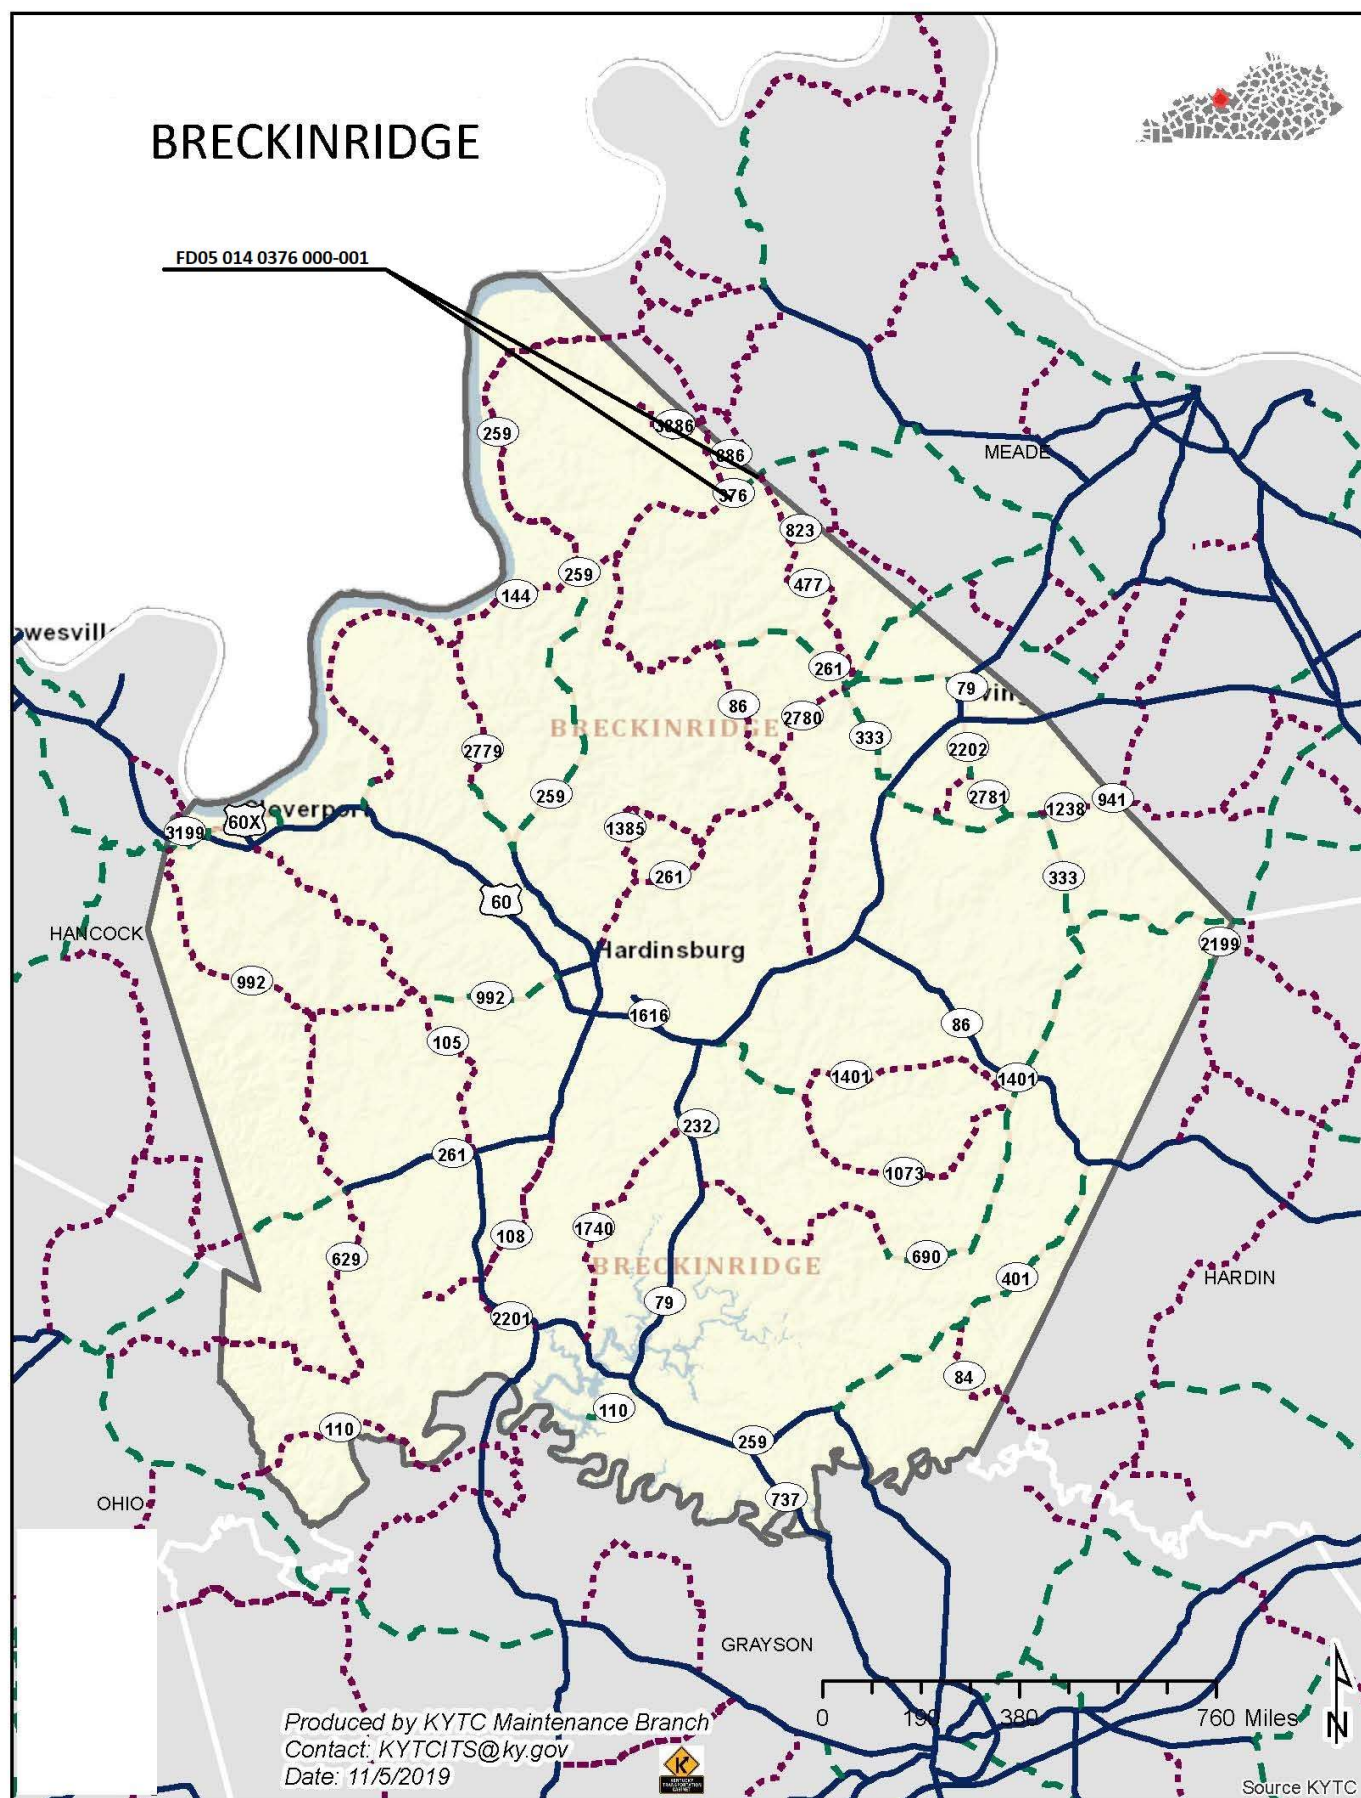 BRECKINRIDGE
FD05 014 0376 000-001
259
3886
886
MEADE
376
823
259
477
144
261
79
86
2780
BRECKINRIDGE
333
2202
2779
259
2781
941
1238
60X
3199
1385
261
333
60
HANCOCK
Hardinsburg
2199
992
992
1616
86
105
1401
1401
232
261
1073
108
1740
629
690
BRECKINRIDGE
401
HARDIN
79
2201
84
110
110
259
737
OHIO
GRAYSON
0 190 380 760 Miles
N
Produced by KYTC Maintenance Branch
Contact: KYTCITS@ky.gov
Date: 11/5/2019
Source KYTC